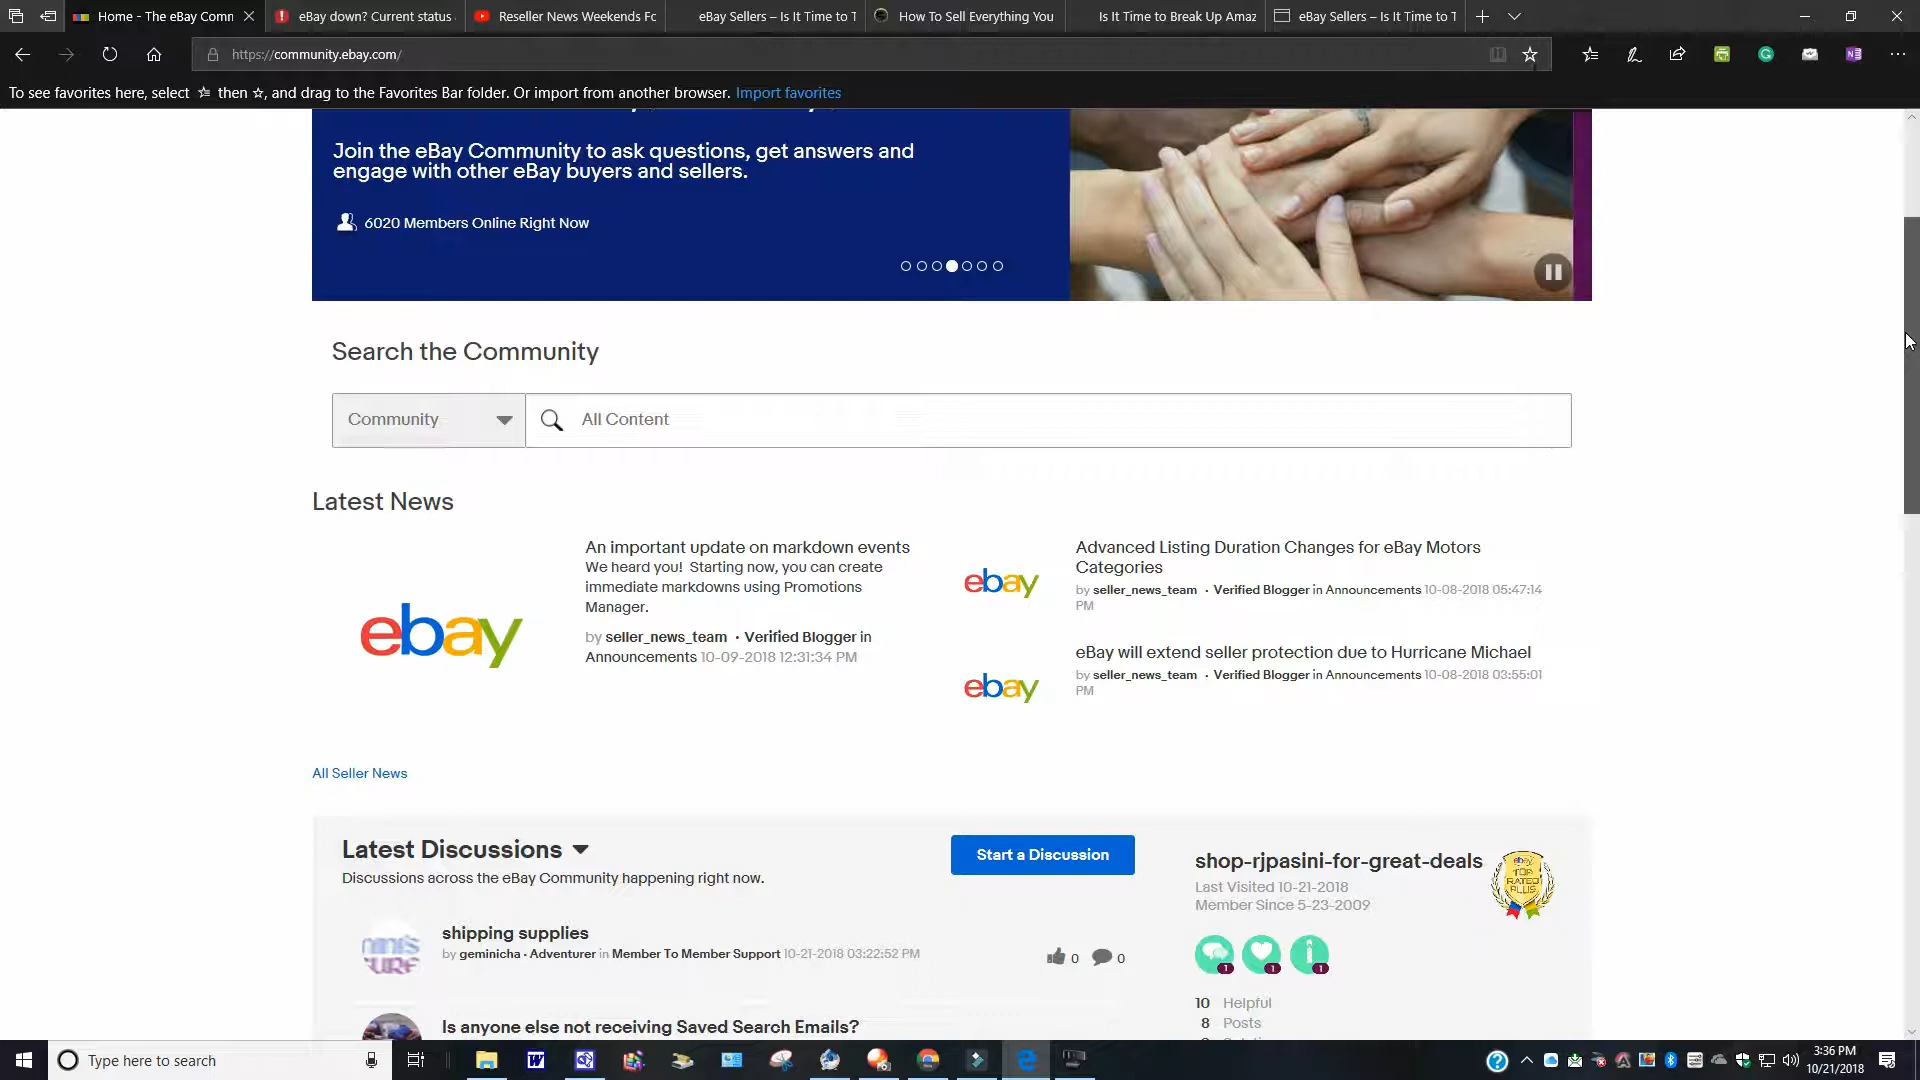 Home - The eBay Comm
eBay down? Current status
Reseller News Weekends Fo
eBay Sellers – Is It Time to T
How To Sell Everything You
Is It Time to Break Up Amaz
eBay Sellers – Is It Time to T
https://community.ebay.com/
To see favorites here, select then ☆, and drag to the Favorites Bar folder. Or import from another browser. Import favorites
Join the eBay Community to ask questions, get answers and
engage with other eBay buyers and sellers.
6020 Members Online Right Now
Search the Community
Community
All Content
Latest News
ebay
An important update on markdown events
We heard you! Starting now, you can create
immediate markdowns using Promotions
Manager.
by seller_news_team · Verified Blogger in
Announcements 10-09-2018 12:31:34 PM
ebay
Advanced Listing Duration Changes for eBay Motors
Categories
by seller_news_team · Verified Blogger in Announcements 10-08-2018 05:47:14
PM
ebay
eBay will extend seller protection due to Hurricane Michael
by seller_news_team · Verified Blogger in Announcements 10-08-2018 03:55:01
PM
All Seller News
Latest Discussions
Discussions across the eBay Community happening right now.
Start a Discussion
shipping supplies
by geminicha · Adventurer in Member To Member Support 10-21-2018 03:22:52 PM
0 0
Is anyone else not receiving Saved Search Emails?
shop-rjpasini-for-great-deals
Last Visited 10-21-2018
Member Since 5-23-2009
ebay
TOP
RATED
PLUS
1 1 1
10 Helpful
8 Posts
Type here to search
3:36 PM
10/21/2018